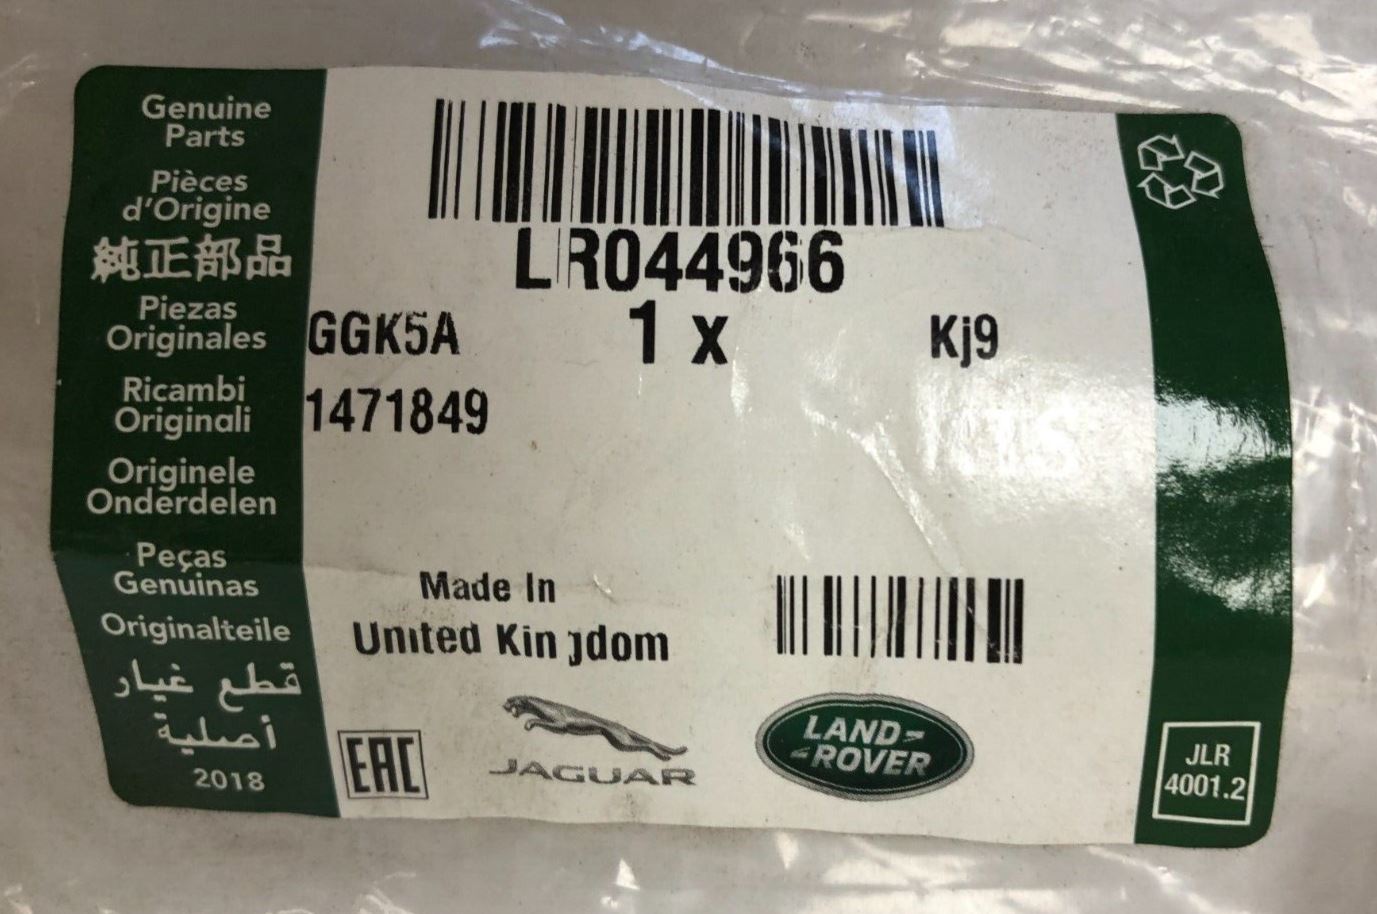 Genuine
Parts
Pièces
d'Origine
純正部品
Piezas
Originales
Ricambi
Originali
Originele
Onderdelen
Peças
Genuinas
Originalteile
قطع غيار
أصلية
2018
LR044966
GGK5A 1 x Kj9
1471849
Made In
United Kingdom
EAC
JAGUAR
LAND-
-ROVER
JLR
4001.2